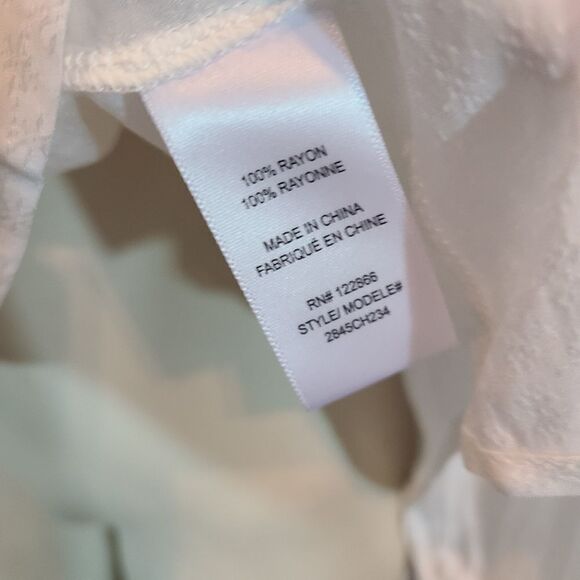 100% RAYON
100% RAYONNE
MADE IN CHINA
FABRIQUÉ EN CHINE
RN# 122866
STYLE/ MODELE#
2845CH234